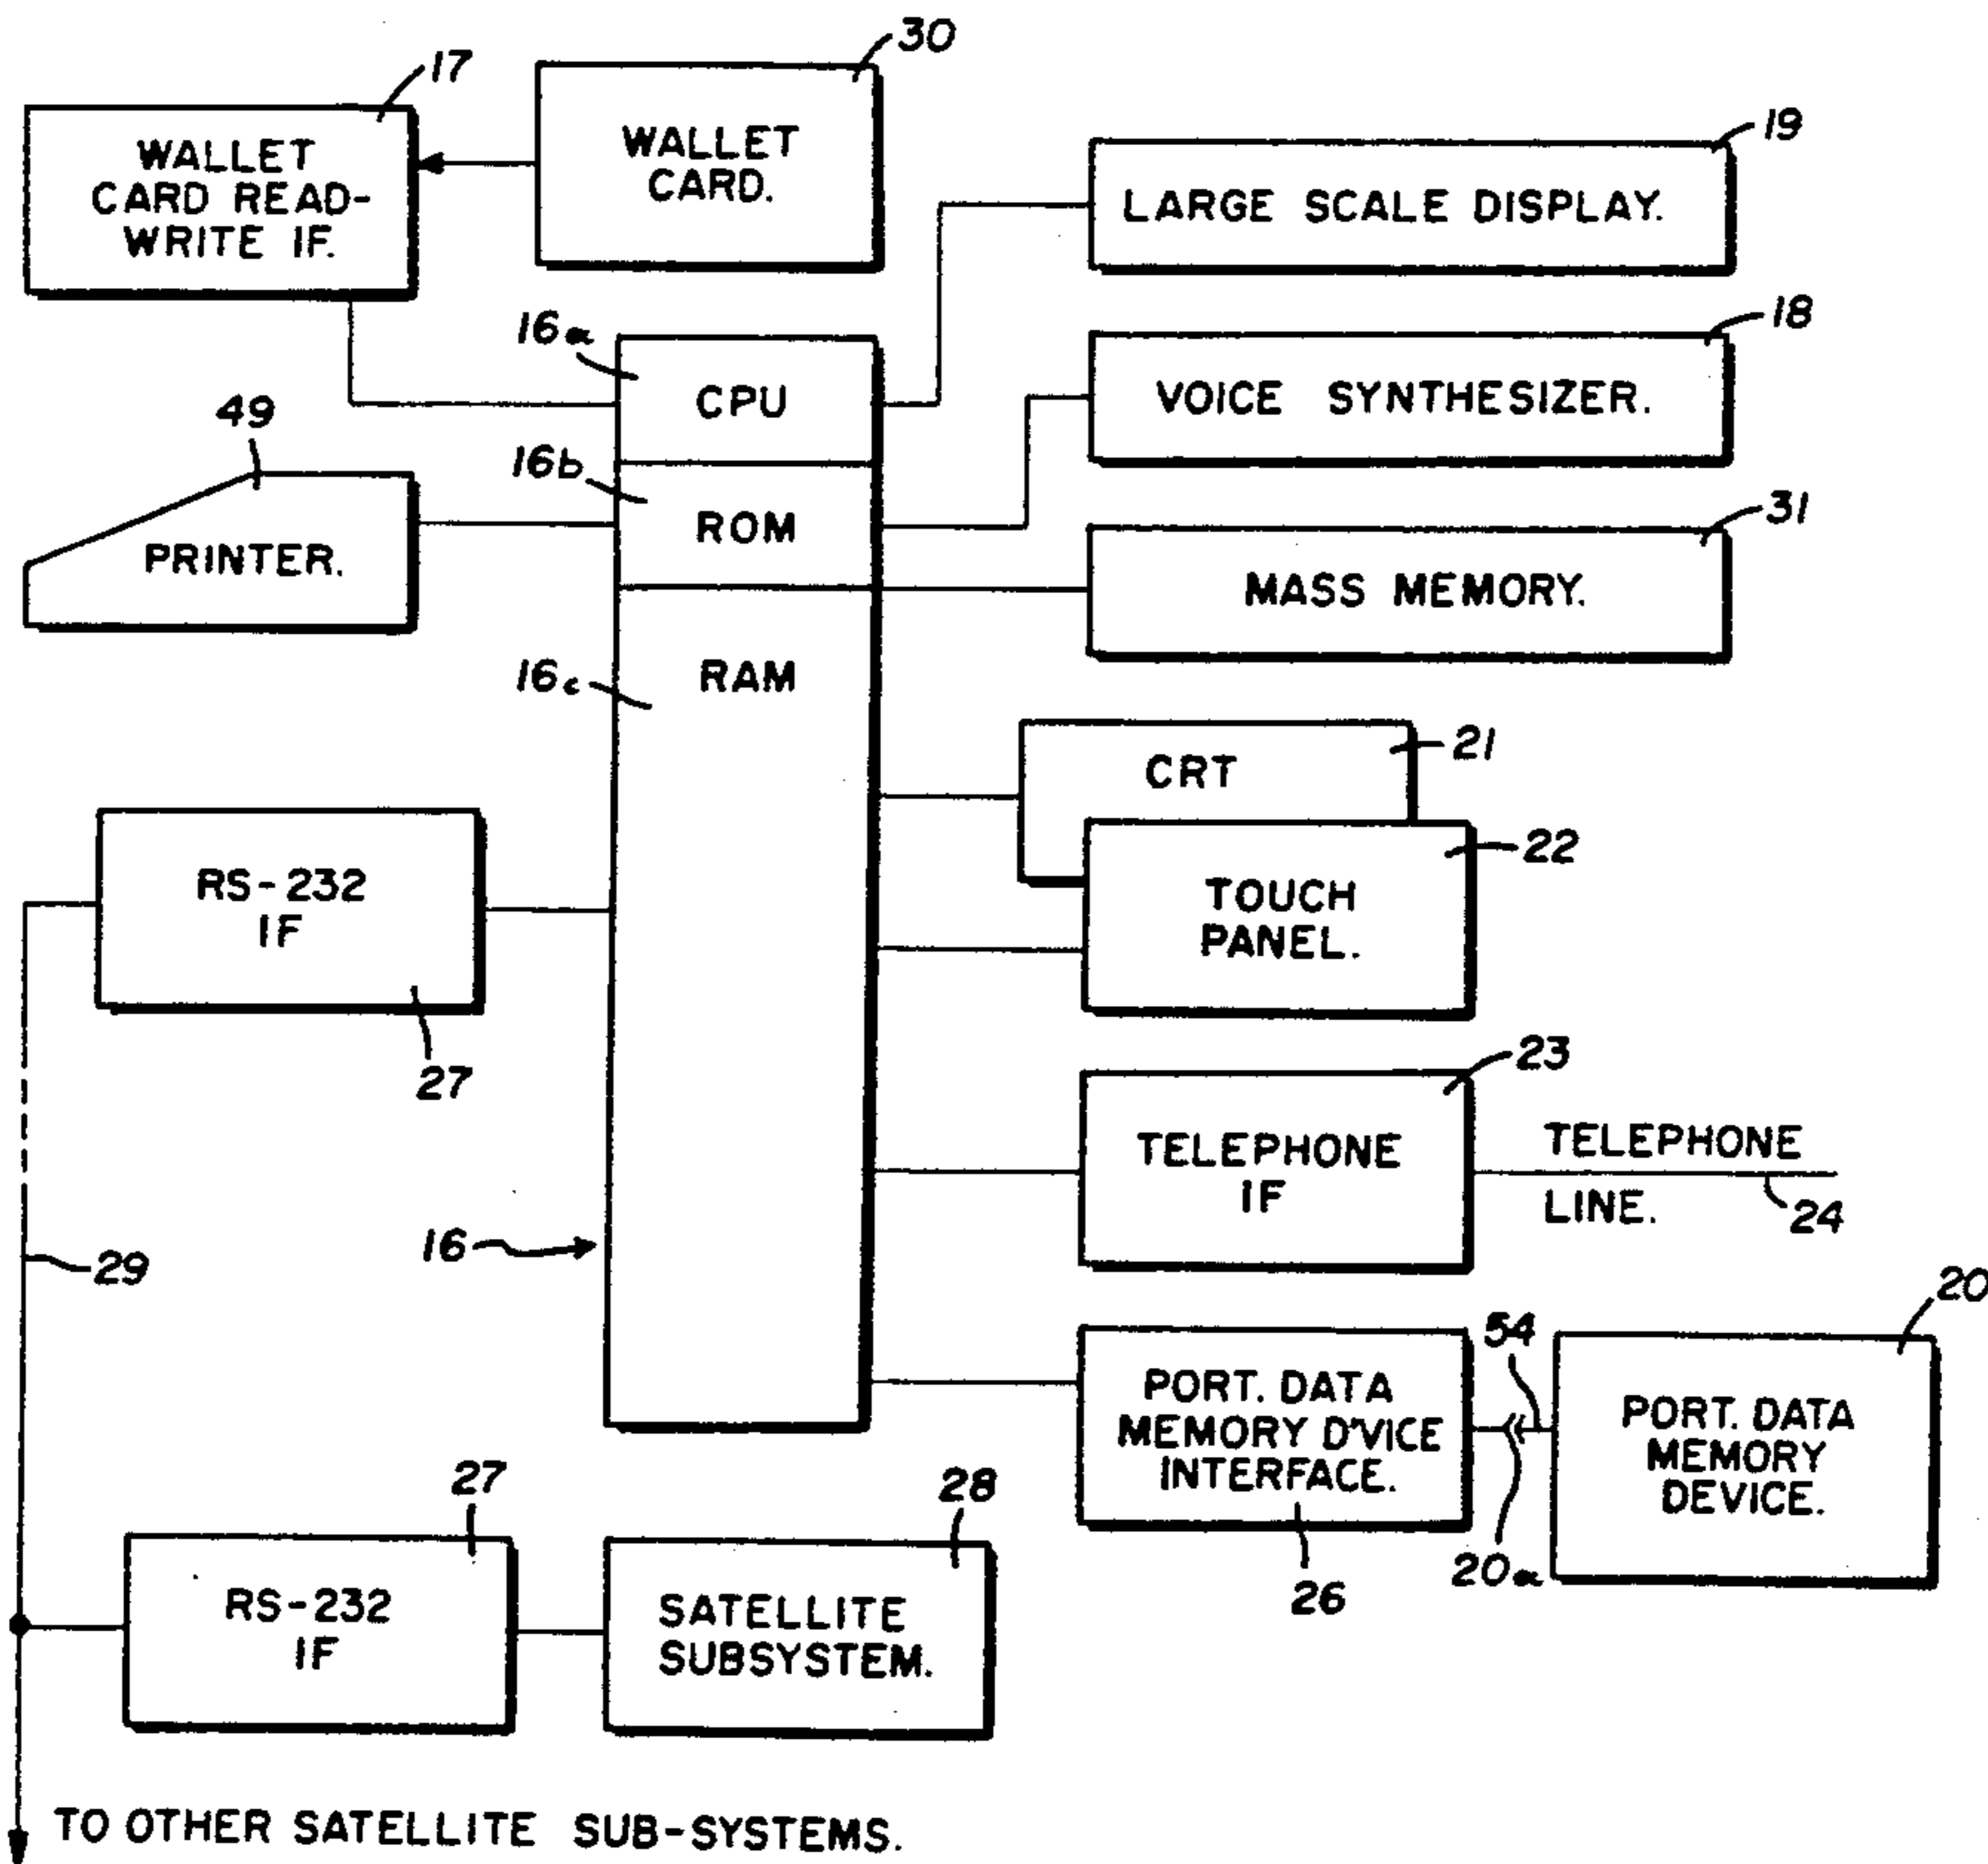 17
WALLET
CARD READ-
WRITE IF.
30
WALLET
CARD.
19
LARGE SCALE DISPLAY.
16a
CPU
18
VOICE SYNTHESIZER.
49
PRINTER.
16b
ROM
31
MASS MEMORY.
16c
RAM
21
CRT
22
TOUCH
PANEL.
RS-232
IF
27
23
TELEPHONE
IF
TELEPHONE
LINE.
24
16
29
20
54
PORT. DATA
MEMORY D'VICE
INTERFACE.
26
20a
PORT. DATA
MEMORY
DEVICE.
27
RS-232
IF
28
SATELLITE
SUBSYSTEM.
TO OTHER SATELLITE SUB-SYSTEMS.